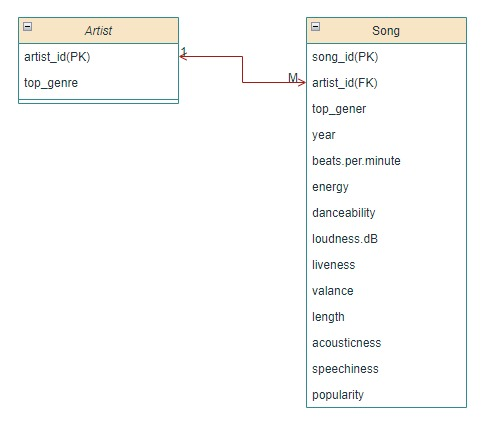 Artist
artist_id(PK)
top_genre
1
M
Song
song_id(PK)
artist_id(FK)
top_gener
year
beats.per.minute
energy
danceability
loudness.dB
liveness
valance
length
acousticness
speechiness
popularity